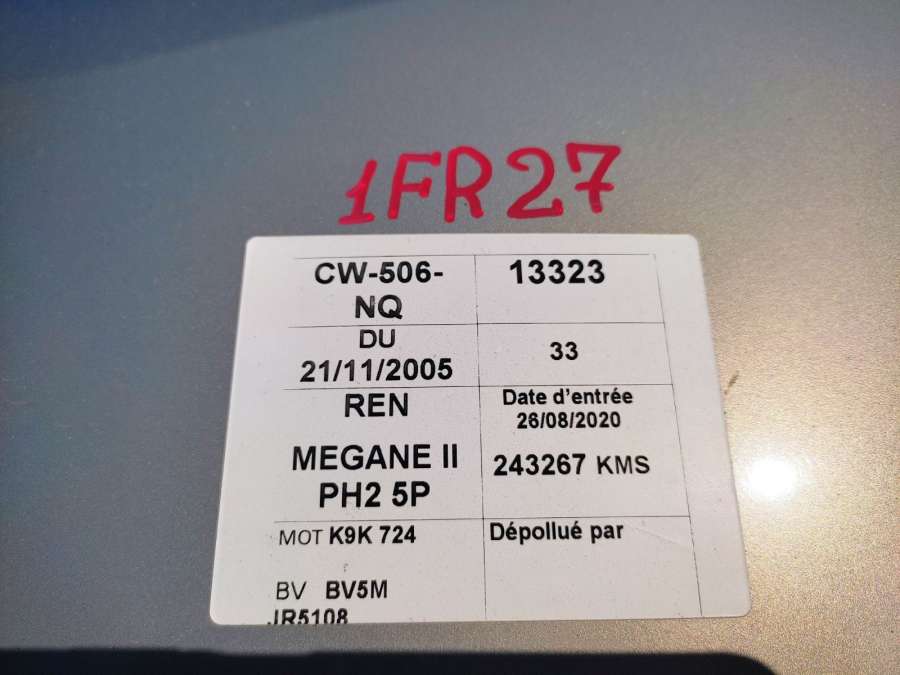 1FR27
CW-506-
NQ
13323
DU
21/11/2005
33
REN
MEGANE II
PH2 5P
Date d'entrée
26/08/2020
243267 KMS
MOT K9K 724
Dépollué par
BV BV5M
JR5108